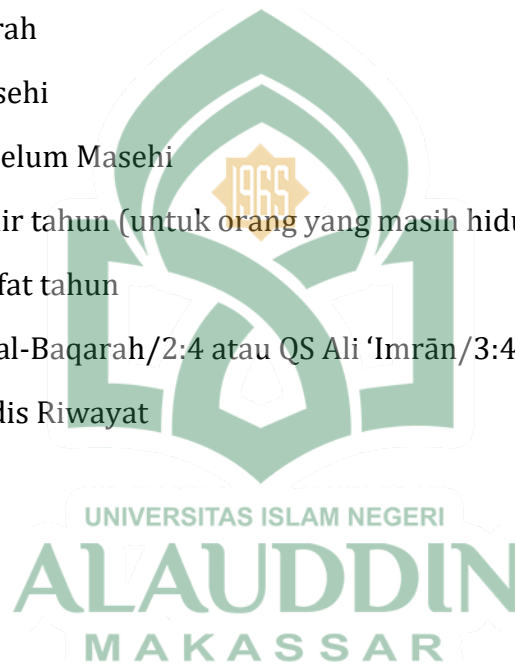 rah
sehi
elum Masehi
1965
ir tahun (untuk orang yang masih hidu
fat tahun
al-Baqarah/2:4 atau QS Ali ‘Imrān/3:4
dis Riwayat
UNIVERSITAS ISLAM NEGERI
ALAUDDIN
MAKASSAR